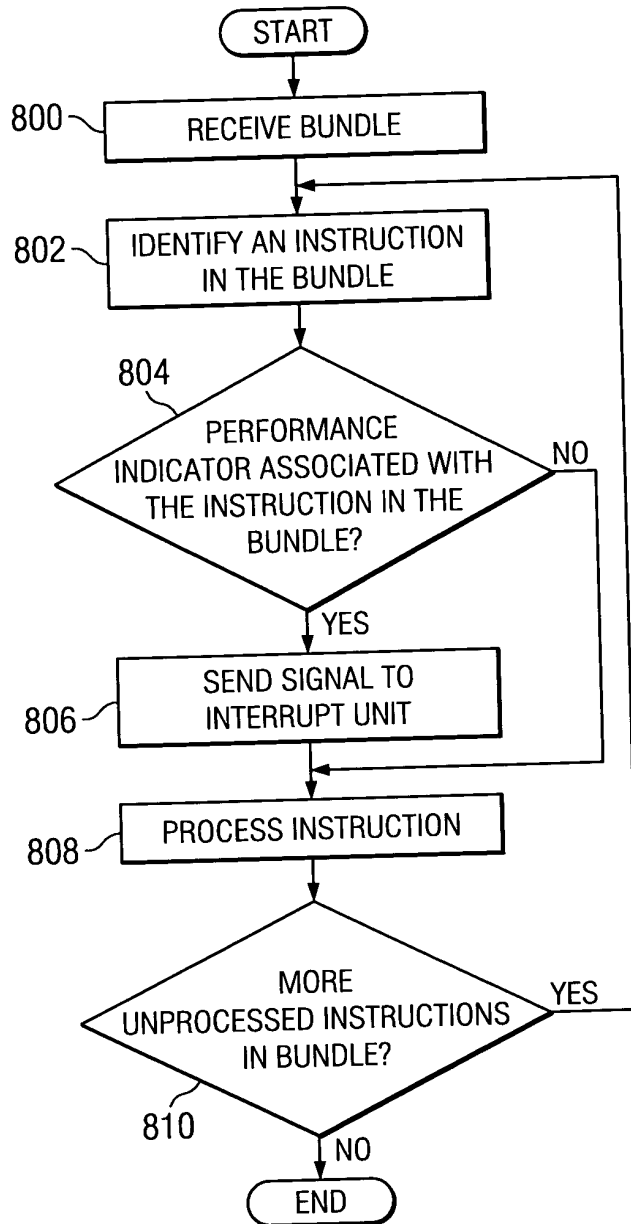 START
800
RECEIVE BUNDLE
802
IDENTIFY AN INSTRUCTION
IN THE BUNDLE
804
PERFORMANCE
INDICATOR ASSOCIATED WITH
THE INSTRUCTION IN THE
BUNDLE?
NO
YES
806
SEND SIGNAL TO
INTERRUPT UNIT
808
PROCESS INSTRUCTION
MORE
UNPROCESSED INSTRUCTIONS
IN BUNDLE?
YES
810
NO
END